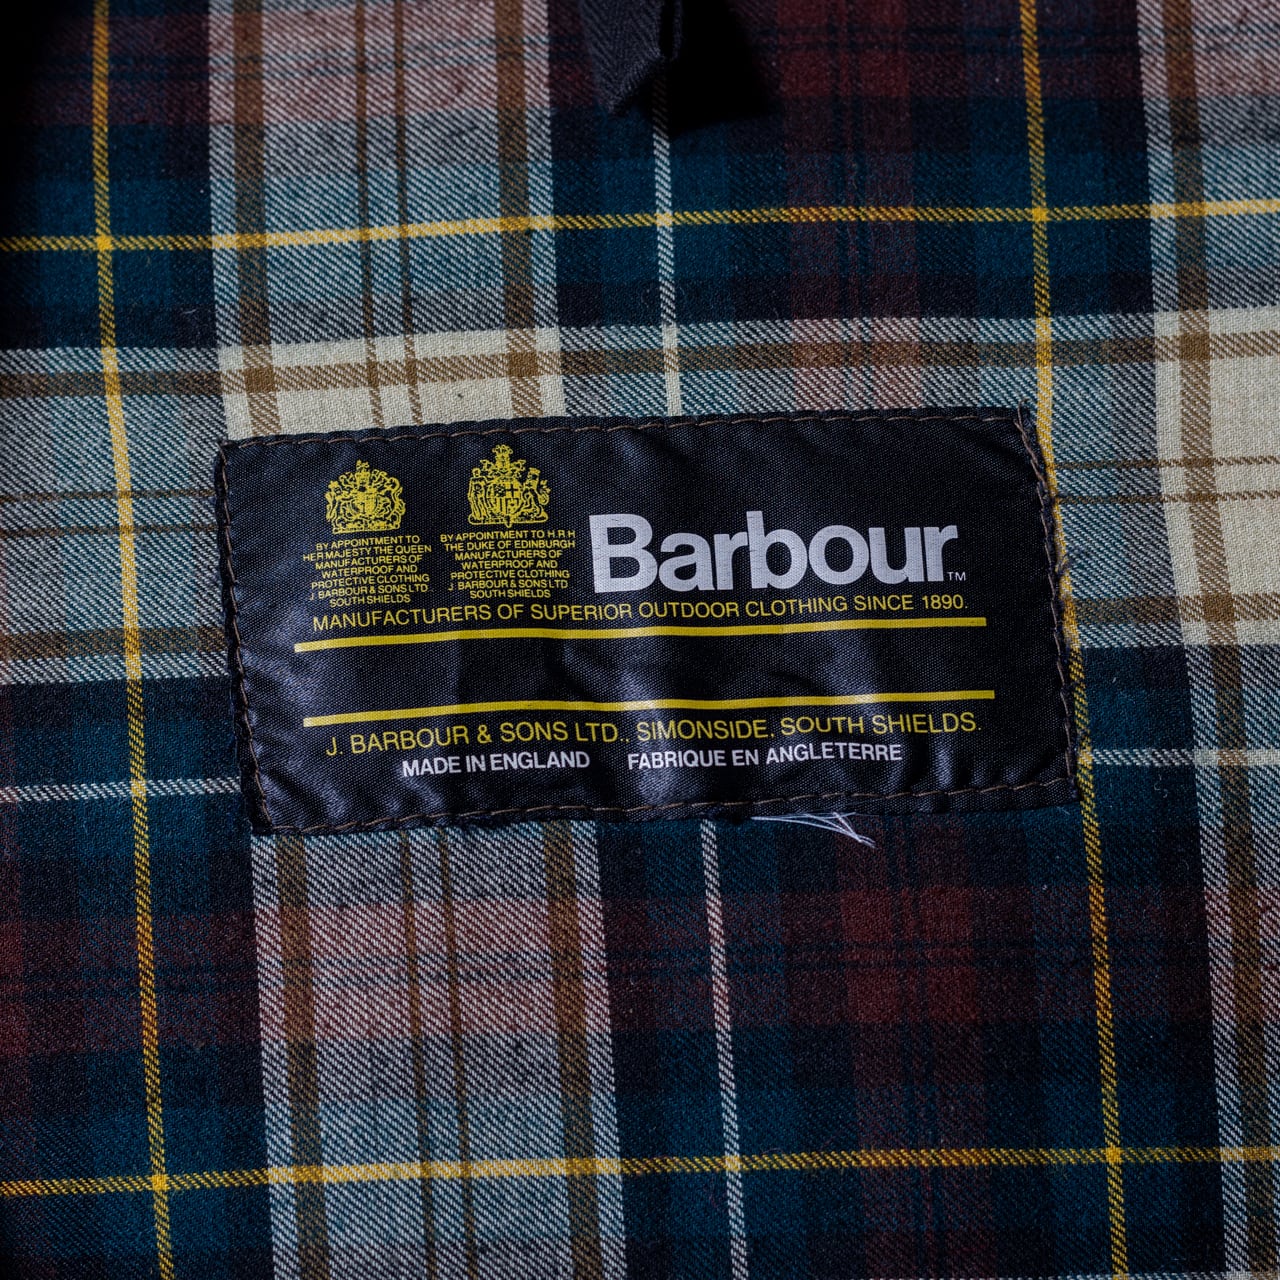 BY APPOINTMENT TO
HER MAJESTY THE QUEEN
MANUFACTURERS OF
WATERPROOF AND
PROTECTIVE CLOTHING
J. BARBOUR & SONS LTD
SOUTH SHIELDS
BY APPOINTMENT TO H.R.H
THE DUKE OF EDINBURGH
MANUFACTURERS OF
WATERPROOF AND
PROTECTIVE CLOTHING
J. BARBOUR & SONS LTD
SOUTH SHIELDS
Barbour™
MANUFACTURERS OF SUPERIOR OUTDOOR CLOTHING SINCE 1890.
J. BARBOUR & SONS LTD., SIMONSIDE, SOUTH SHIELDS.
MADE IN ENGLAND FABRIQUE EN ANGLETERRE